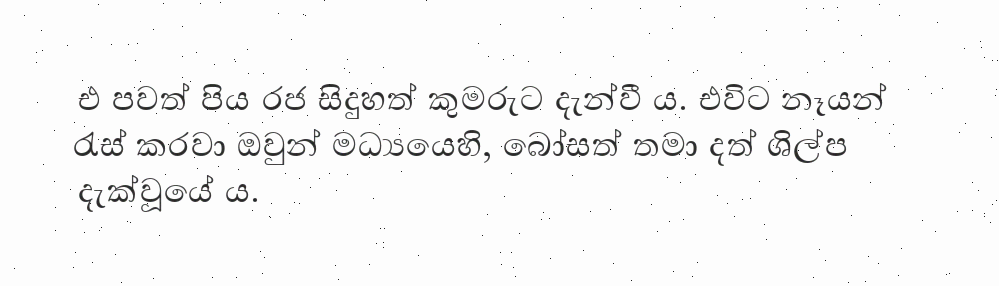 එ පවත් පිය රජ සිදුහත් කුමරුට දැන්වී ය. එවිට නෑයන්
රැස් කරවා ඔවුන් මධ්‍යයෙහි, බෝසත් තමා දත් ශිල්ප
දැක්වූයේ ය.